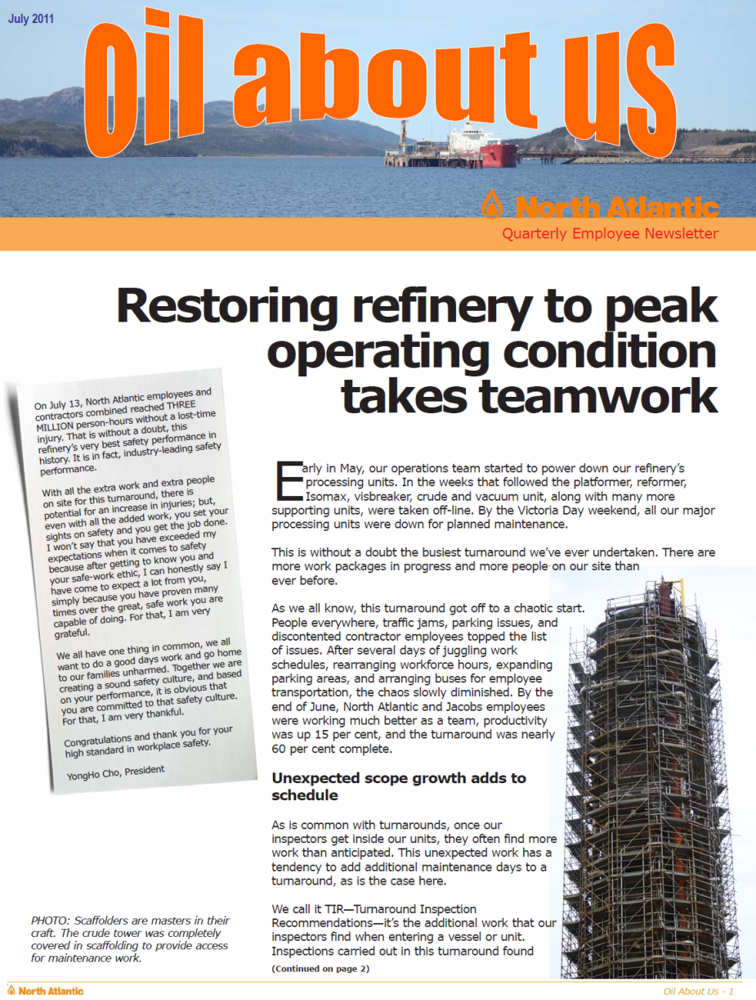 July 2011
Oil about us
North Atlantic
Quarterly Employee Newsletter
Restoring refinery to peak
operating condition
takes teamwork
On July 13, North Atlantic employees and
contractors combined reached THREE
MILLION person-hours without a lost-time
injury. That is without a doubt, this
refinery's very best safety performance in
history. It is in fact, industry-leading safety
performance.
With all the extra work and extra people
on site for this turnaround, there is
potential for an increase in injuries; but,
even with all the added work, you set your
sights on safety and you get the job done.
I won't say that you have exceeded my
expectations when it comes to safety
because after getting to know you and
your safe-work ethic, I can honestly say I
have come to expect a lot from you,
simply because you have proven many
times over the great, safe work you are
capable of doing. For that, I am very
grateful.
We all have one thing in common, we all
want to do a good days work and go home
to our families unharmed. Together we are
creating a sound safety culture, and based
on your performance, it is obvious that
you are committed to that safety culture.
For that, I am very thankful.
Congratulations and thank you for your
high standard in workplace safety.
YongHo Cho, President
Early in May, our operations team started to power down our refinery's
processing units. In the weeks that followed the platformer, reformer,
Isomax, visbreaker, crude and vacuum unit, along with many more
supporting units, were taken off-line. By the Victoria Day weekend, all our major
processing units were down for planned maintenance.
This is without a doubt the busiest turnaround we've ever undertaken. There are
more work packages in progress and more people on our site than
ever before.
As we all know, this turnaround got off to a chaotic start.
People everywhere, traffic jams, parking issues, and
discontented contractor employees topped the list
of issues. After several days of juggling work
schedules, rearranging workforce hours, expanding
parking areas, and arranging buses for employee
transportation, the chaos slowly diminished. By the
end of June, North Atlantic and Jacobs employees
were working much better as a team, productivity
was up 15 per cent, and the turnaround was nearly
60 per cent complete.
Unexpected scope growth adds to
schedule
As is common with turnarounds, once our
inspectors get inside our units, they often find more
work than anticipated. This unexpected work has a
tendency to add additional maintenance days to a
turnaround, as is the case here.
We call it TIR—Turnaround Inspection
Recommendations—it's the additional work that our
inspectors find when entering a vessel or unit.
Inspections carried out in this turnaround found
(Continued on page 2)
PHOTO: Scaffolders are masters in their
craft. The crude tower was completely
covered in scaffolding to provide access
for maintenance work.
North Atlantic
Oil About Us - 1